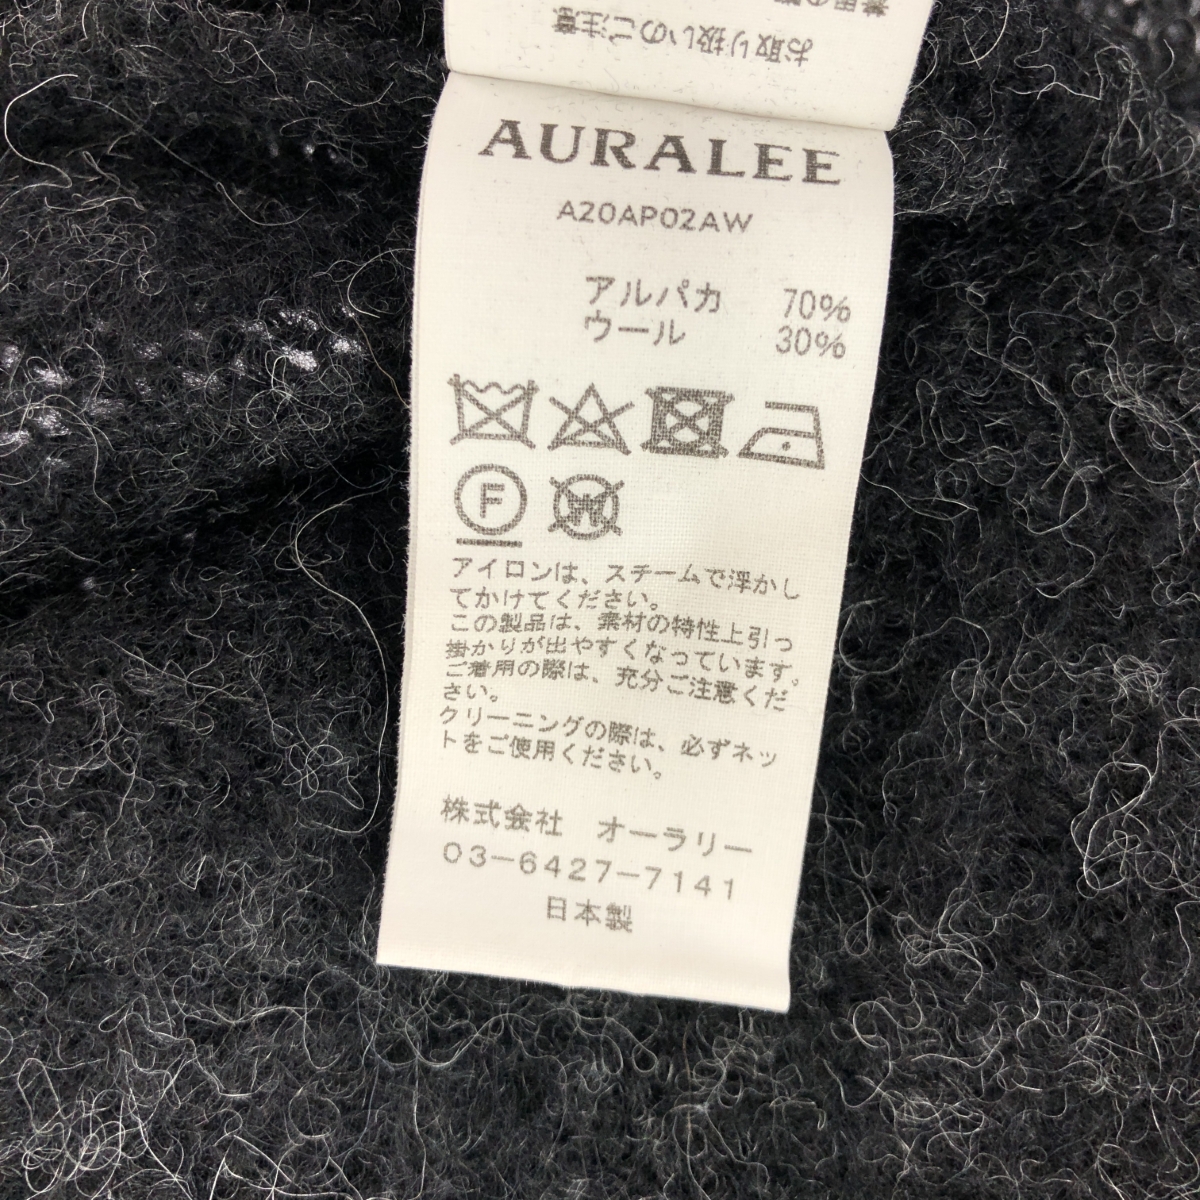 着用の際
お取り扱いのご注意
AURALEE
A20AP02AW
アルパカ 70%
ウール 30%
F
W
アイロンは、スチームで浮かし
てかけてください。
この製品は、素材の特性上引っ
掛かりが出やすくなっています。
ご着用の際は、充分ご注意くだ
さい。
クリーニングの際は、必ずネッ
トをご使用ください。
株式会社 オーラリー
03-6427-7141
日本製